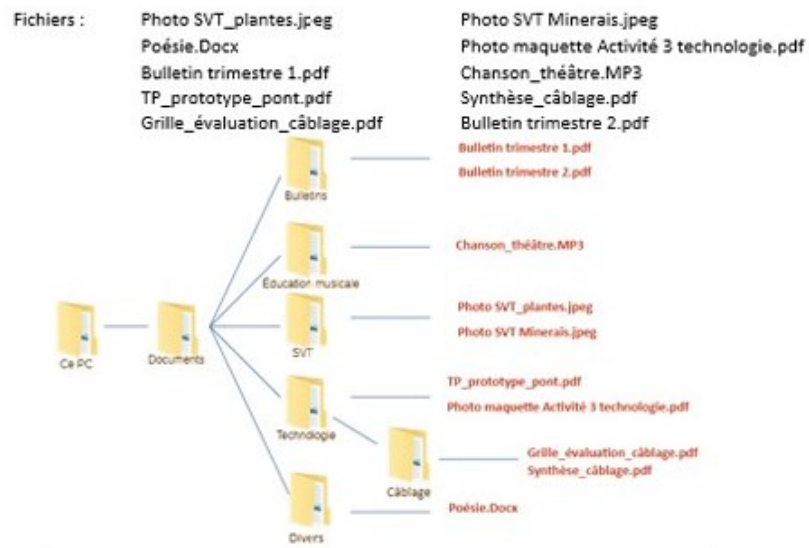 Fichiers :
Photo SVT_plantes.jpeg
Poésie.Docx
Bulletin trimestre 1.pdf
TP_prototype_pont.pdf
Grille_évaluation_câblage.pdf
Photo SVT Minerais.jpeg
Photo maquette Activité 3 technologie.pdf
Chanson_théâtre.MP3
Synthèse_câblage.pdf
Bulletin trimestre 2.pdf
Ce PC
Documents
Bulletins
Bulletin trimestre 1.pdf
Bulletin trimestre 2.pdf
Éducation musicale
Chanson_théâtre.MP3
SVT
Photo SVT_plantes.jpeg
Photo SVT Minerais.jpeg
Technologie
TP_prototype_pont.pdf
Photo maquette Activité 3 technologie.pdf
Câblage
Grille_évaluation_câblage.pdf
Synthèse_câblage.pdf
Divers
Poésie.Docx